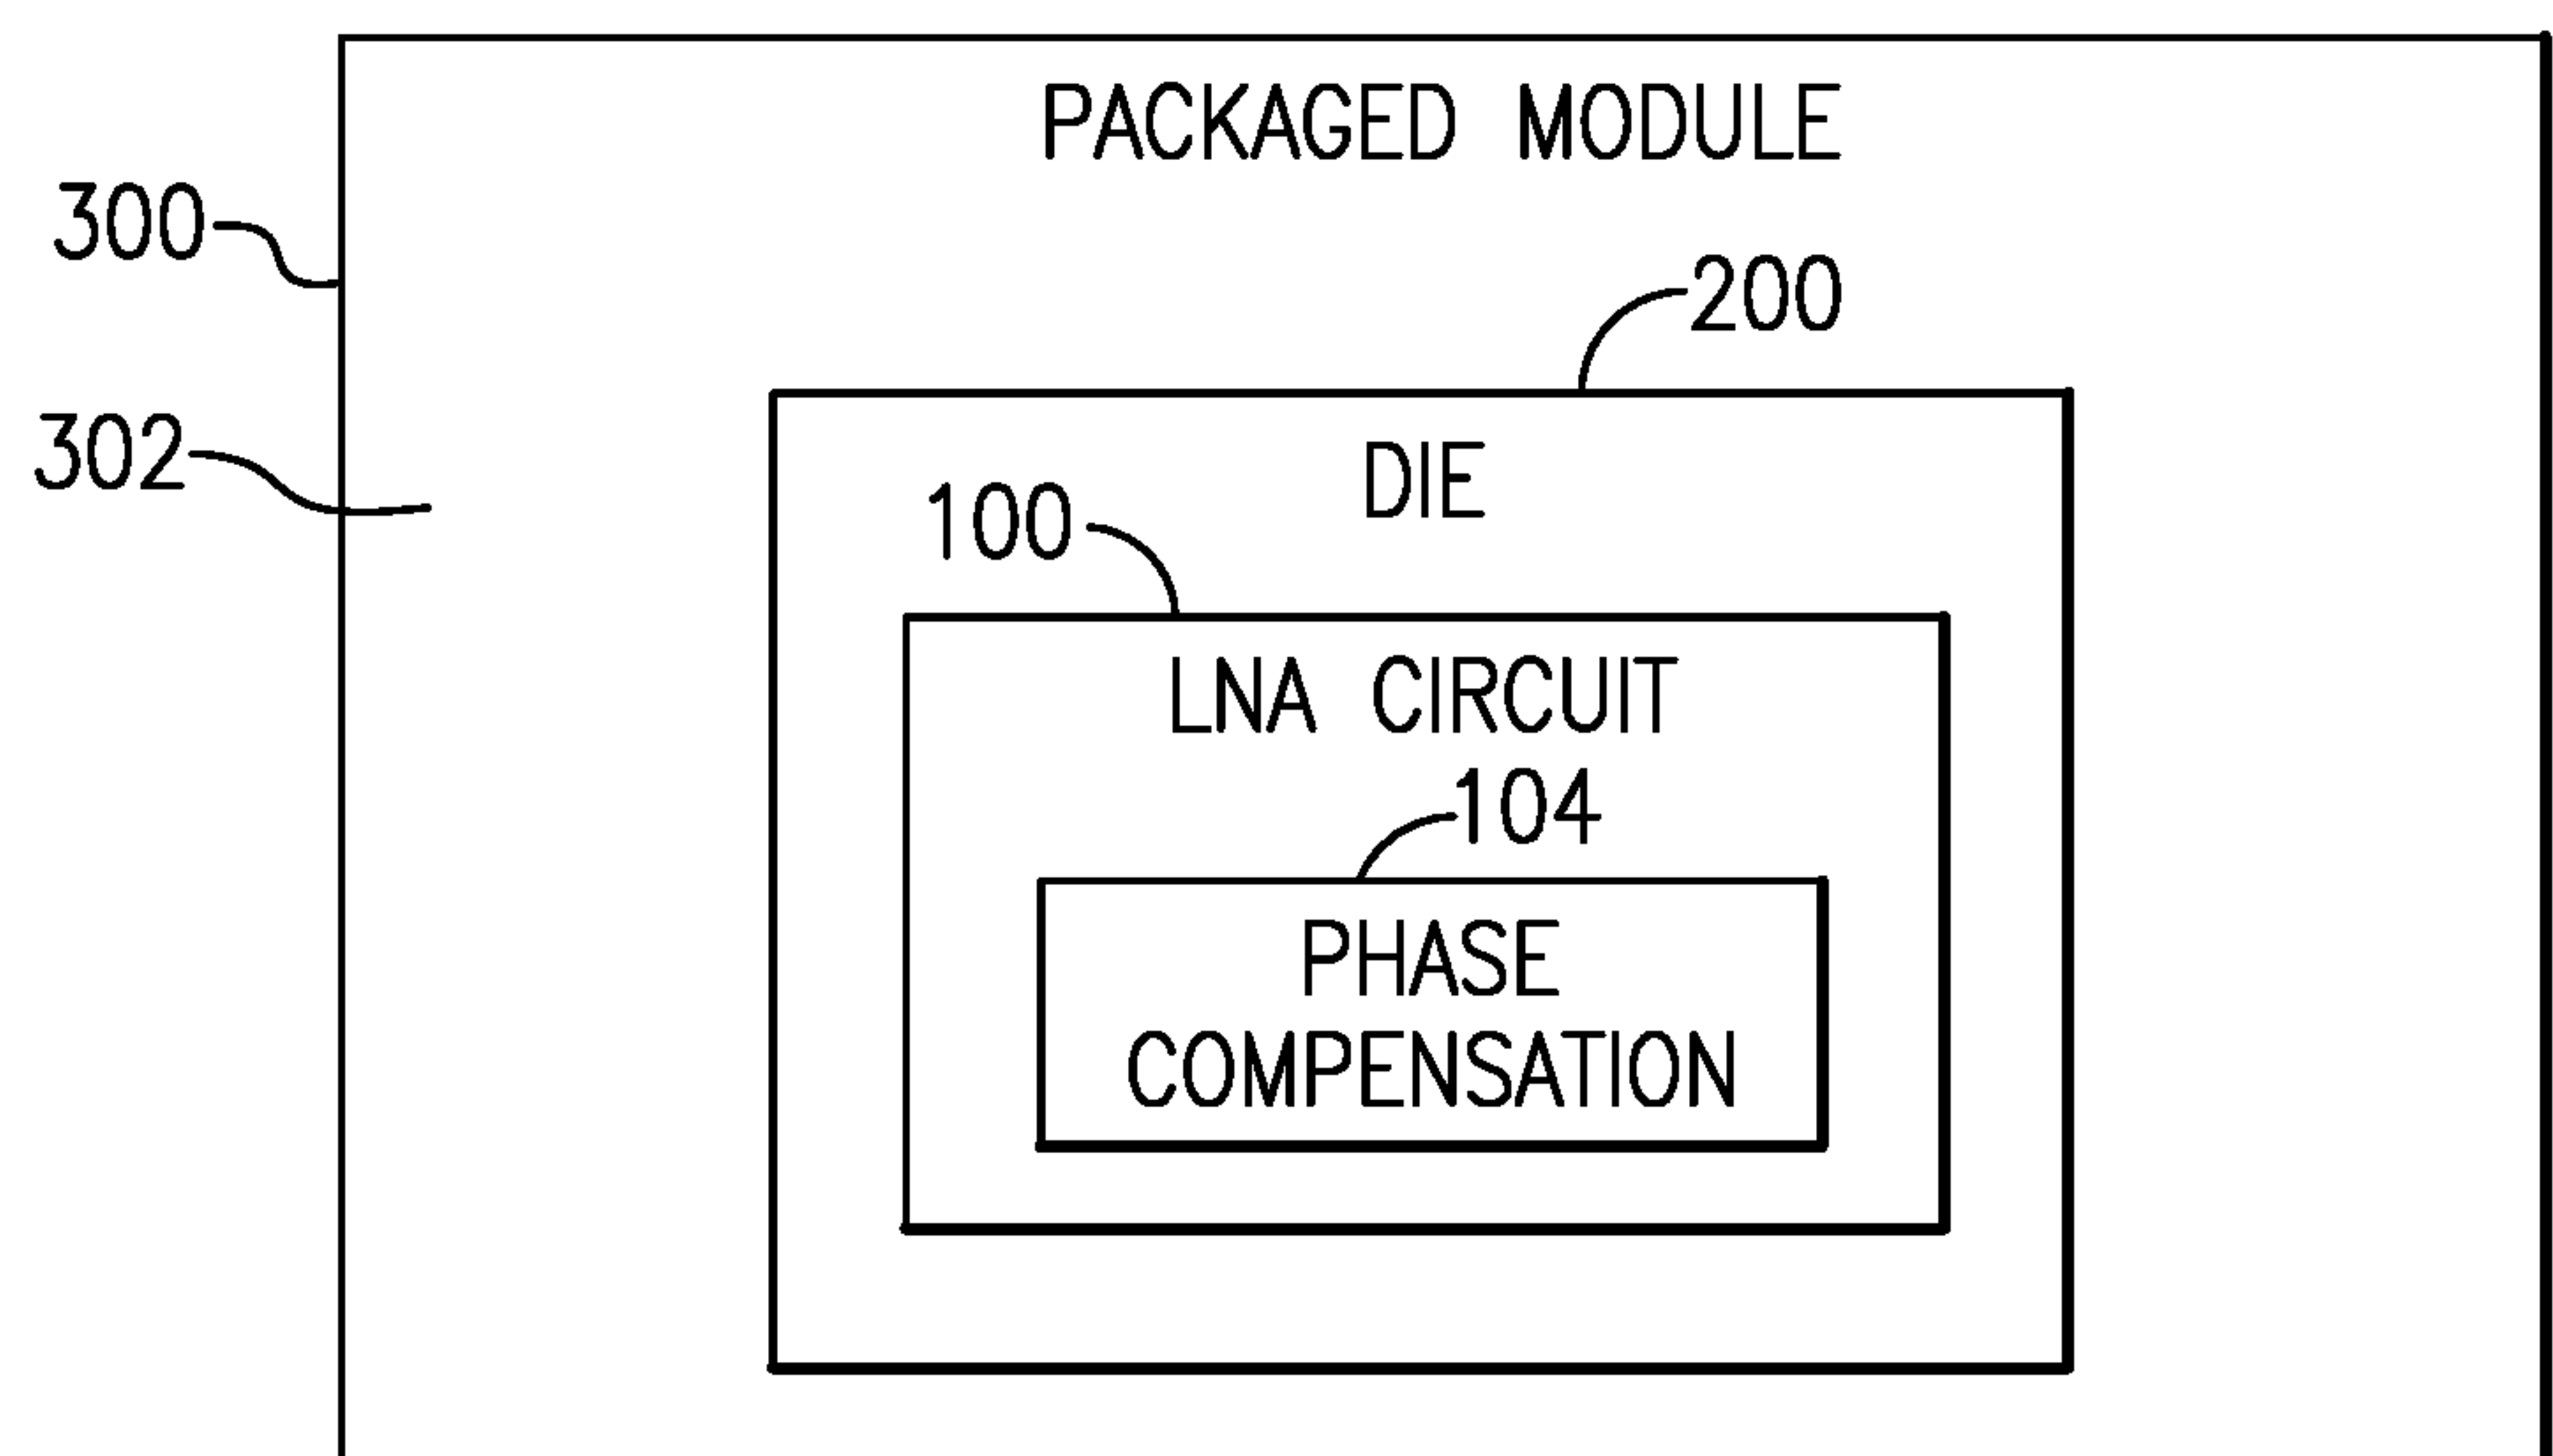 PACKAGED MODULE
300
200
302
DIE
100
LNA CIRCUIT
104
PHASE
COMPENSATION